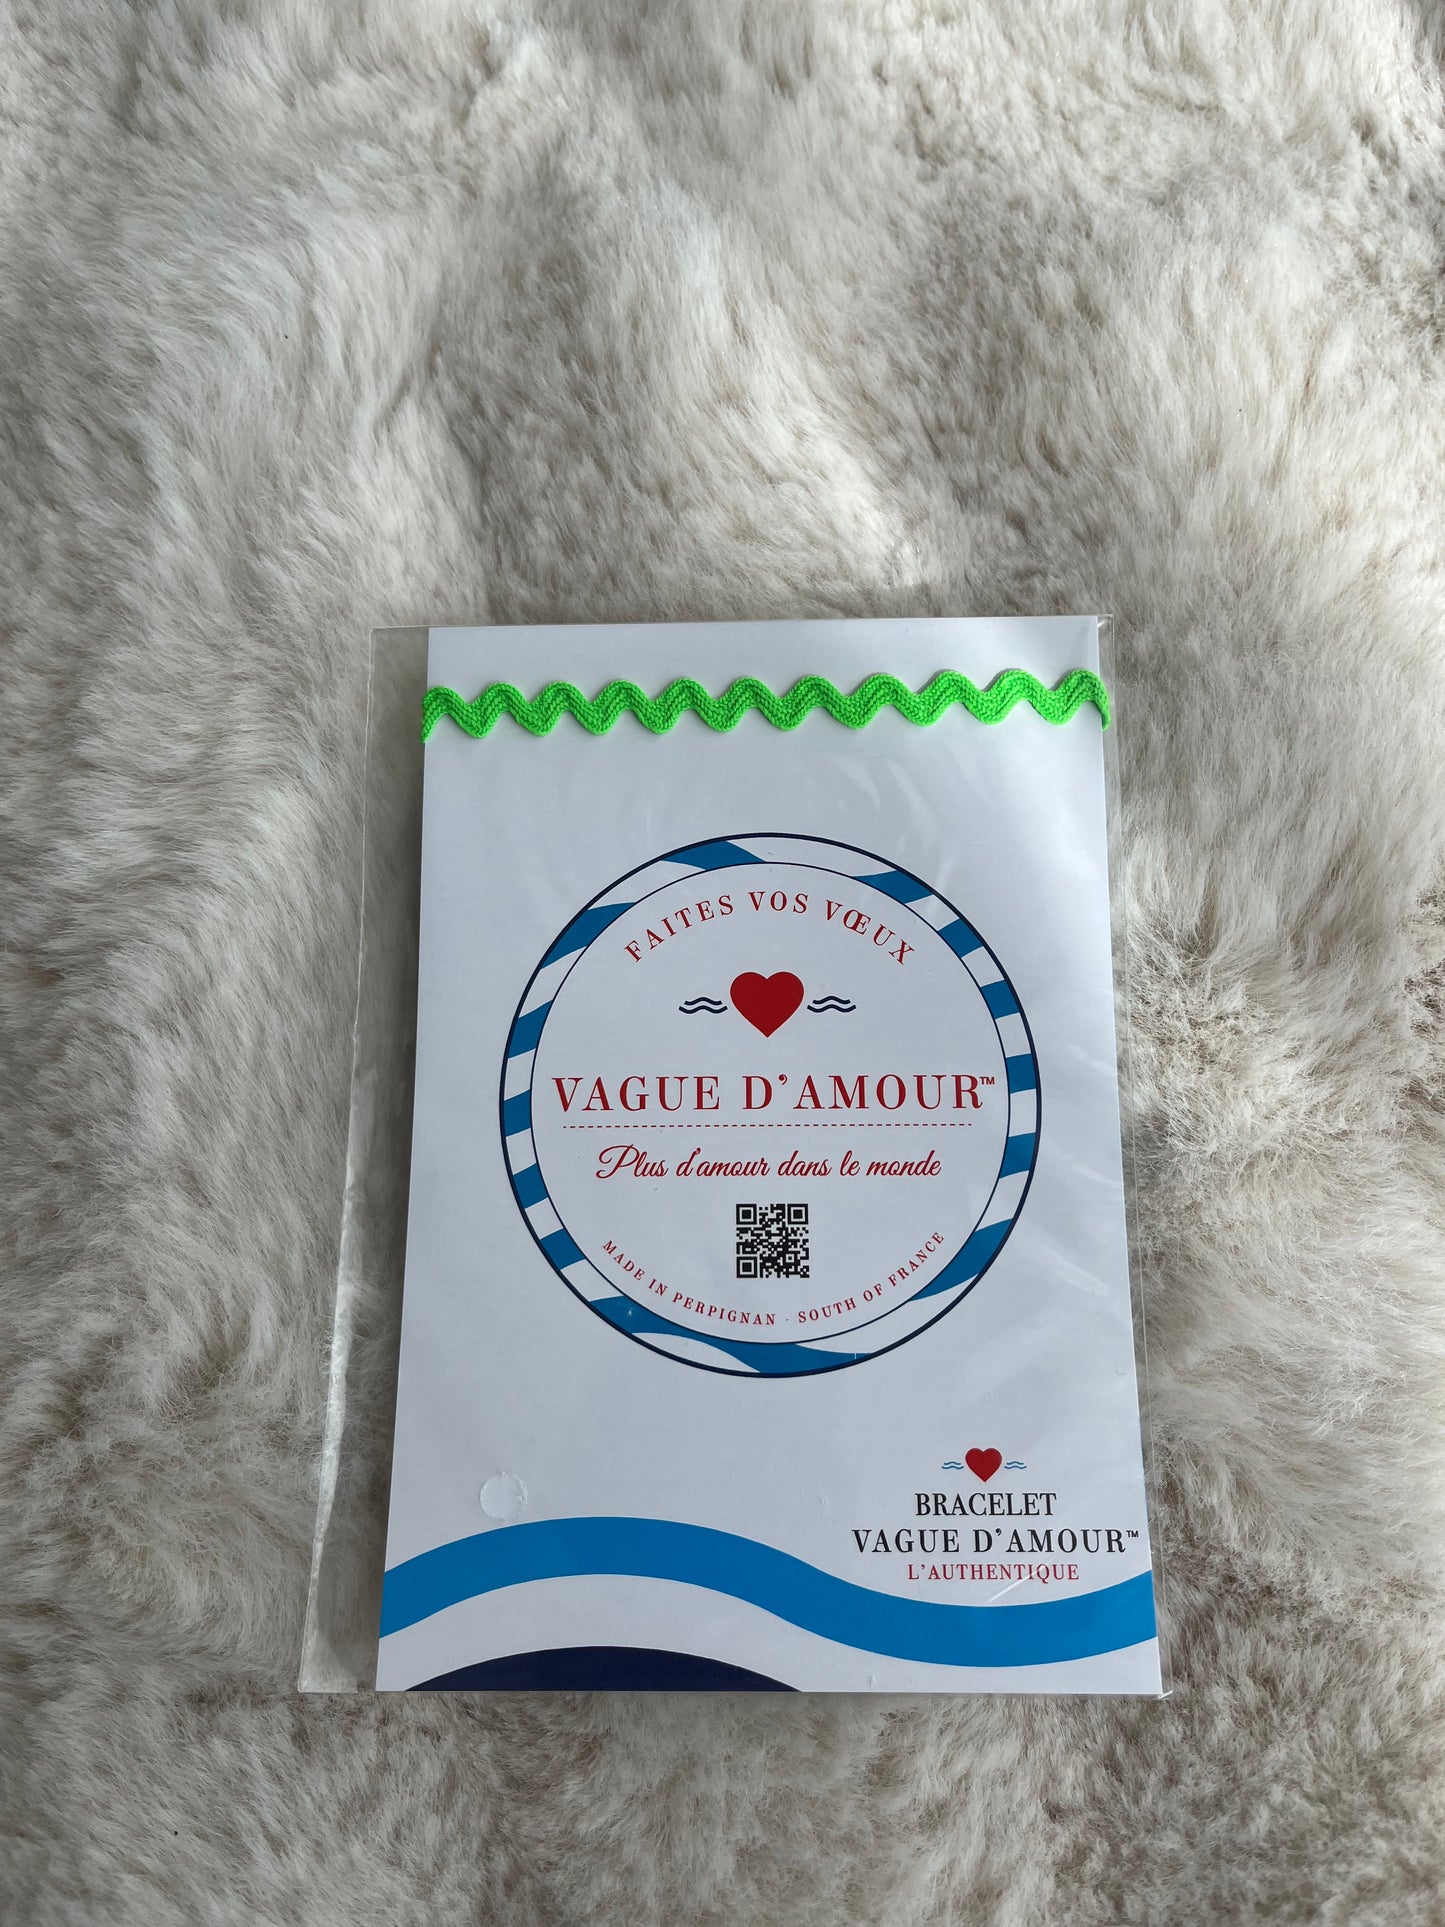 FAITES VOS VŒUX
VAGUE D'AMOUR™
Plus d'amour dans le monde
MADE IN PERPIGNAN - SOUTH OF FRANCE
BRACELET
VAGUE D'AMOUR™
L'AUTHENTIQUE